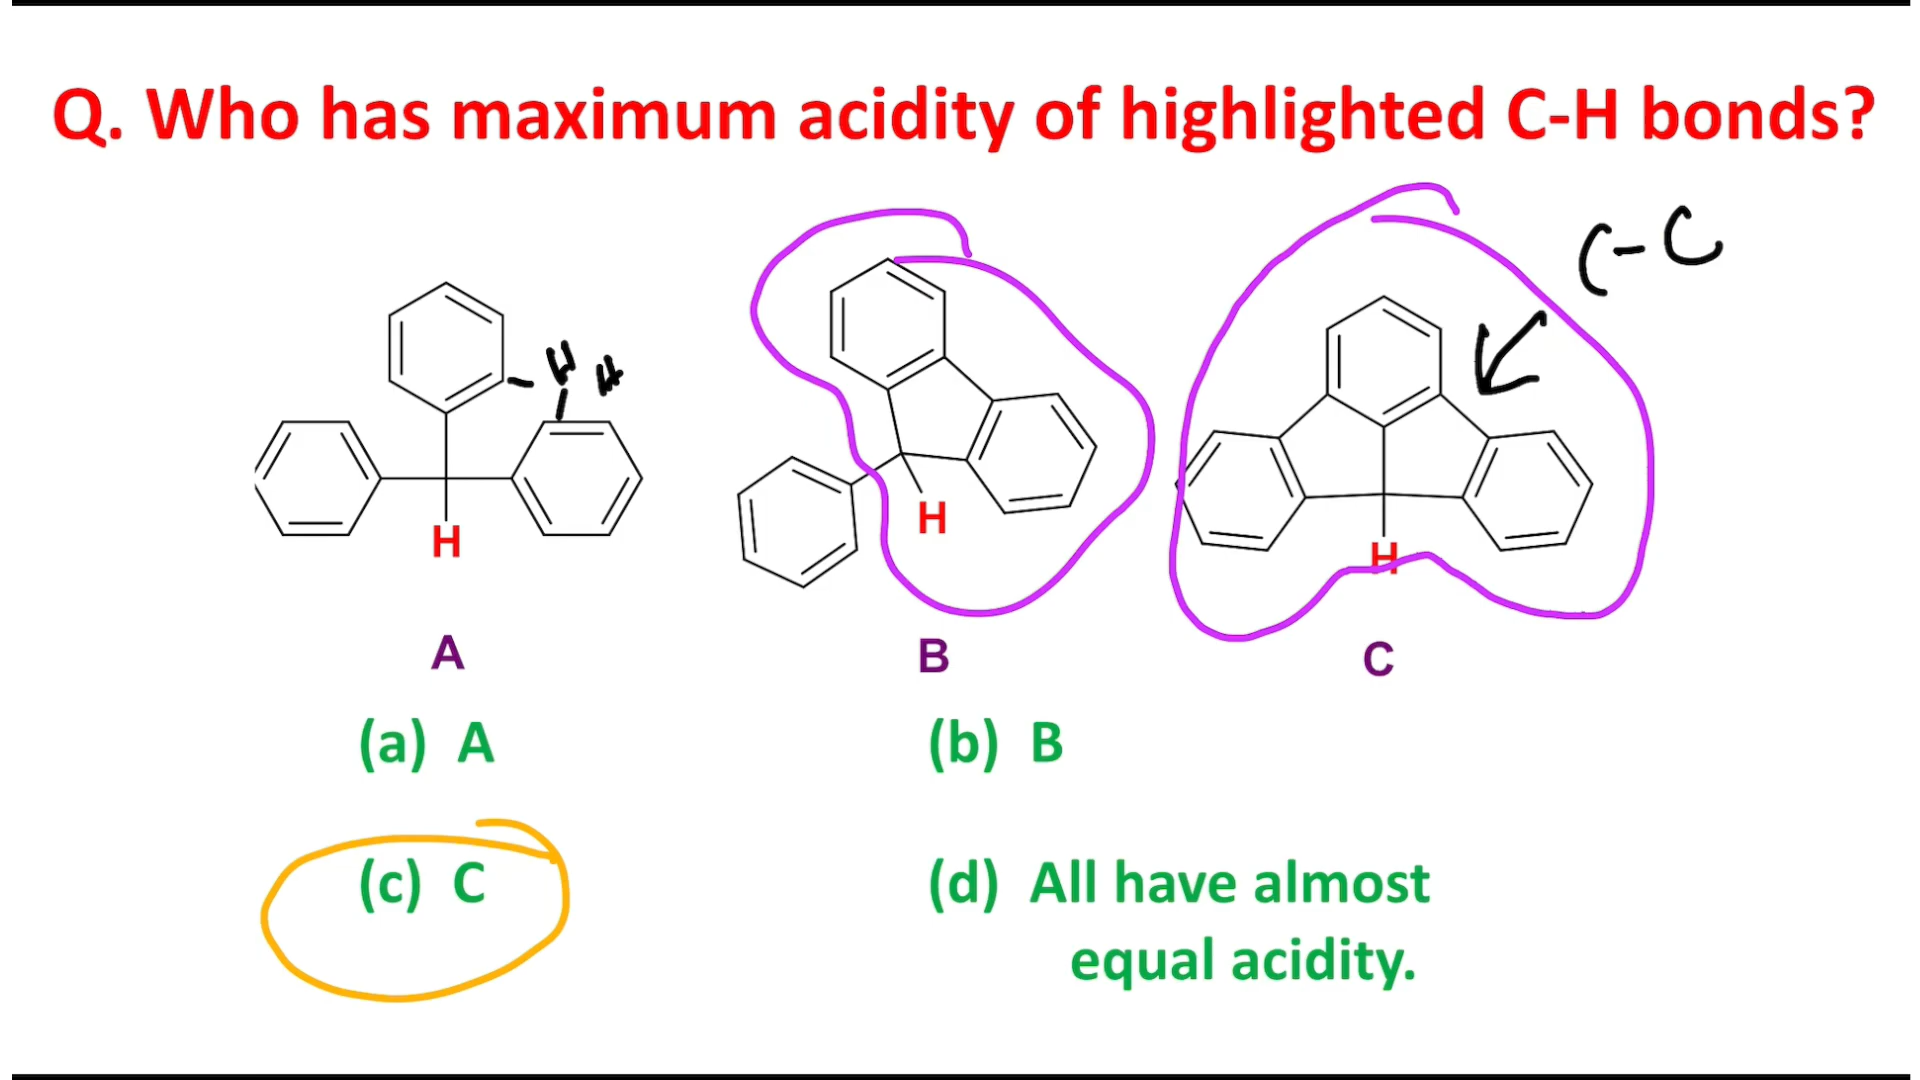 Q. Who has maximum acidity of highlighted C-H bonds?
C-C
H H
H
H
H
A
B
C
(a) A
(b) B
(c) C
(d) All have almost
equal acidity.